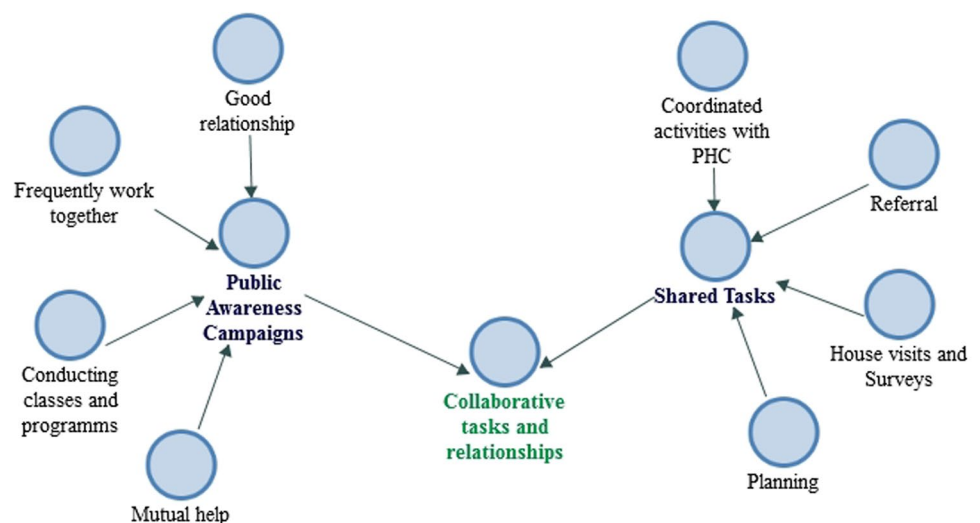 Good
relationship
Frequently work
together
Public
Awareness
Campaigns
Conducting
classes and
programms
Mutual help
Collaborative
tasks and
relationships
Coordinated
activities with
PHC
Referral
Shared Tasks
House visits and
Surveys
Planning